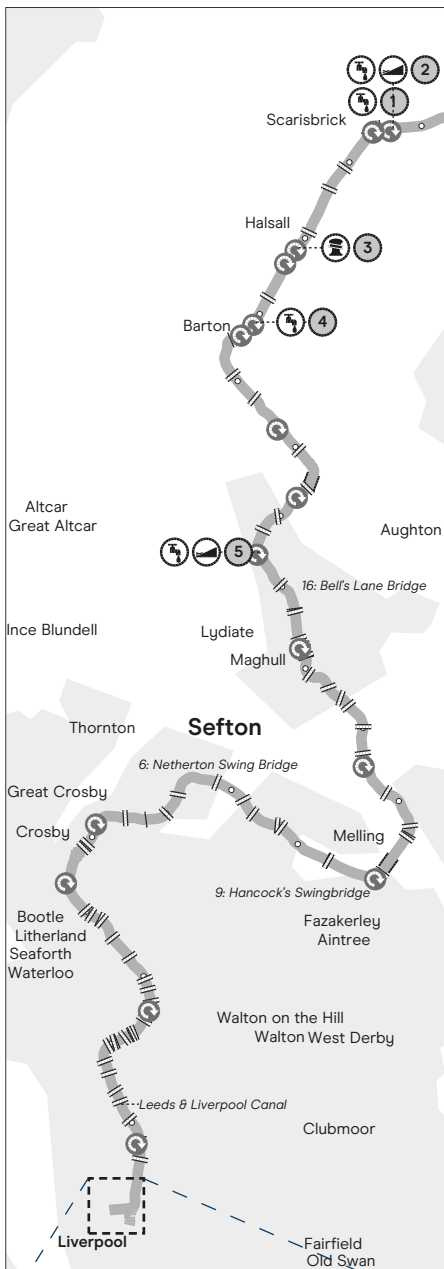 2
1
Scarisbrick
Halsall
3
4
Barton
Altcar
Great Altcar
Aughton
5
16: Bell's Lane Bridge
Ince Blundell
Lydiate
Maghull
Thornton
Sefton
6: Netherton Swing Bridge
Great Crosby
Crosby
Melling
9: Hancock's Swingbridge
Bootle
Litherland
Seaforth
Waterloo
Fazakerley
Aintree
Walton on the Hill
Walton West Derby
Leeds & Liverpool Canal
Clubmoor
Liverpool
Fairfield
Old Swan